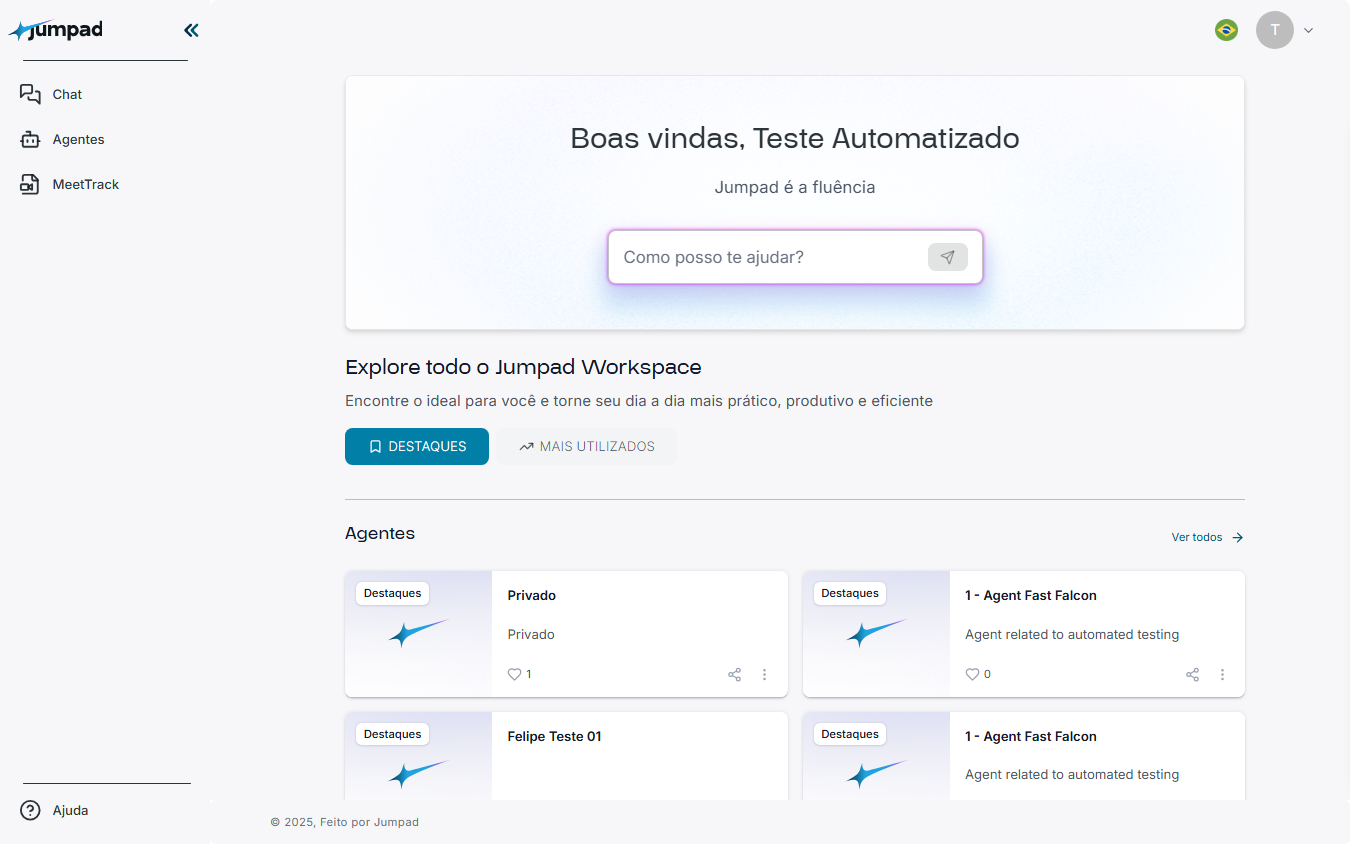 jumpad
T
Chat
Agentes
MeetTrack
Boas vindas, Teste Automatizado
Jumpad é a fluência
Como posso te ajudar?
Explore todo o Jumpad Workspace
Encontre o ideal para você e torne seu dia a dia mais prático, produtivo e eficiente
DESTAQUES
MAIS UTILIZADOS
Agentes
Ver todos
Destaques
Privado
Privado
1
Destaques
1 - Agent Fast Falcon
Agent related to automated testing
0
Destaques
Felipe Teste 01
Destaques
1 - Agent Fast Falcon
Agent related to automated testing
Ajuda
© 2025, Feito por Jumpad